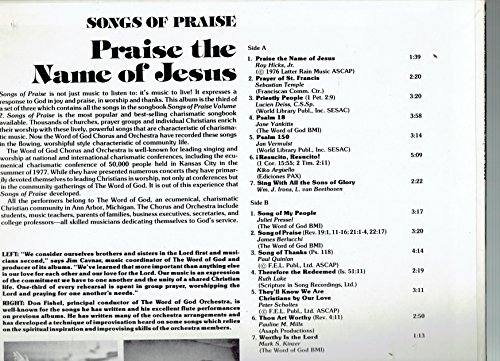 SONGS OF PRAISE
Praise the
Name of Jesus
Songs of Praise is not just music to listen to: it's music to live! It expresses a
response to God in joy and praise, in worship and thanks. This album is the third
of a set of three which contains all the songs in the songbook Songs of Praise Volume
2. Songs of Praise is the most popular and best-selling charismatic songbook
available. Thousands of churches, prayer groups and individual Christians enrich
their worship with these lively, powerful songs that are characteristic of charisma-
tic music. Now the Word of God Chorus and Orchestra have recorded these songs
in the flowing, worshipful style characteristic of community life.
The Word of God Chorus and Orchestra is well-known for leading singing and
worship at national and international charismatic conferences, including the ecu-
menical charismatic conference of 50,000 people held in Kansas City in the
summer of 1977. While they have presented numerous concerts they have primar-
ily devoted themselves to leading Christians in worship, not only at conferences but
in the community gatherings of The Word of God. It is out of this experience that
Songs of Praise developed.
All the performers belong to The Word of God, an ecumenical, charismatic
Christian community in Ann Arbor, Michigan. The Chorus and Orchestra include
students, music teachers, parents of families, business executives, secretaries, and
college professors—all skilled musicians dedicating themselves to God's service.
LEFT: "We consider ourselves brothers and sisters in the Lord first and musi-
cians second," says Jim Cavnar, music coordinator of The Word of God and
producer of its albums. "We've learned that more important than anything else
is our love for each other and our love for the Lord. Our music is an expression
of the commitment we have to one another and the unity of a shared Christian
life. One-third of every rehearsal is spent in group prayer, worshipping the
Lord and praying for one another's needs."
RIGHT: Don Fishel, principal conductor of The Word of God Orchestra, is
well-known for the songs he has written and his excellent flute performances
on previous albums. He has written many of the orchestra arrangements and
has developed a technique of improvisation heard on some songs which relies
on the spiritual inspiration and improvising skills of the orchestra members.
Side A
1. Praise the Name of Jesus 1:39
Roy Hicks, Jr.
© 1976 Latter Rain Music ASCAP)
2. Prayer of St. Francis 2:20
Sebastian Temple
(Franciscan Comm. Ctr.)
3. Priestly People (1 Pet. 2:9) 2:20
Lucien Deiss, C.S.Sp.
(World Library Publ., Inc. SESAC)
4. Psalm 18 3:58
Jane Yankitis
(The Word of God BMI)
5. Psalm 150 3:14
Jan Vermulst
(World Library Publ., Inc. SESAC)
6. ¡Resucito, Resucito! 5:09
(1 Cor. 15:55; 2 Tim. 2:11)
Kiko Arguello
(Ediciones Pax)
7. Sing With All the Sons of Glory 2:22
Wm. J. Irons, L. van Beethoven
Side B
1. Song of My People 3:17
Juliet Pressel
(The Word of God BMI)
2. Song of Praise (Rev. 19:1, 11-16; 21:1-4, 22:17) 3:20
James Berlucchi
(The Word of God BMI)
3. Song of Thanks (Ps. 118) 4:14
Paul Quinlan
(© F.E.L. Publ., Ltd. ASCAP)
4. Therefore the Redeemed (Is. 51:11) 2:19
Ruth Lake
(Scripture in Song Recordings, Ltd.)
5. They'll Know We Are 3:11
Christians by Our Love
Peter Scholtes
(© F.E.L. Publ., Ltd. ASCAP)
6. Thou Art Worthy (Rev. 4:11) 2:50
Pauline M. Mills
(Asaph Productions)
7. Worthy Is the Lord 1:13
Mark S. Kinzer
(The Word of God BMI)